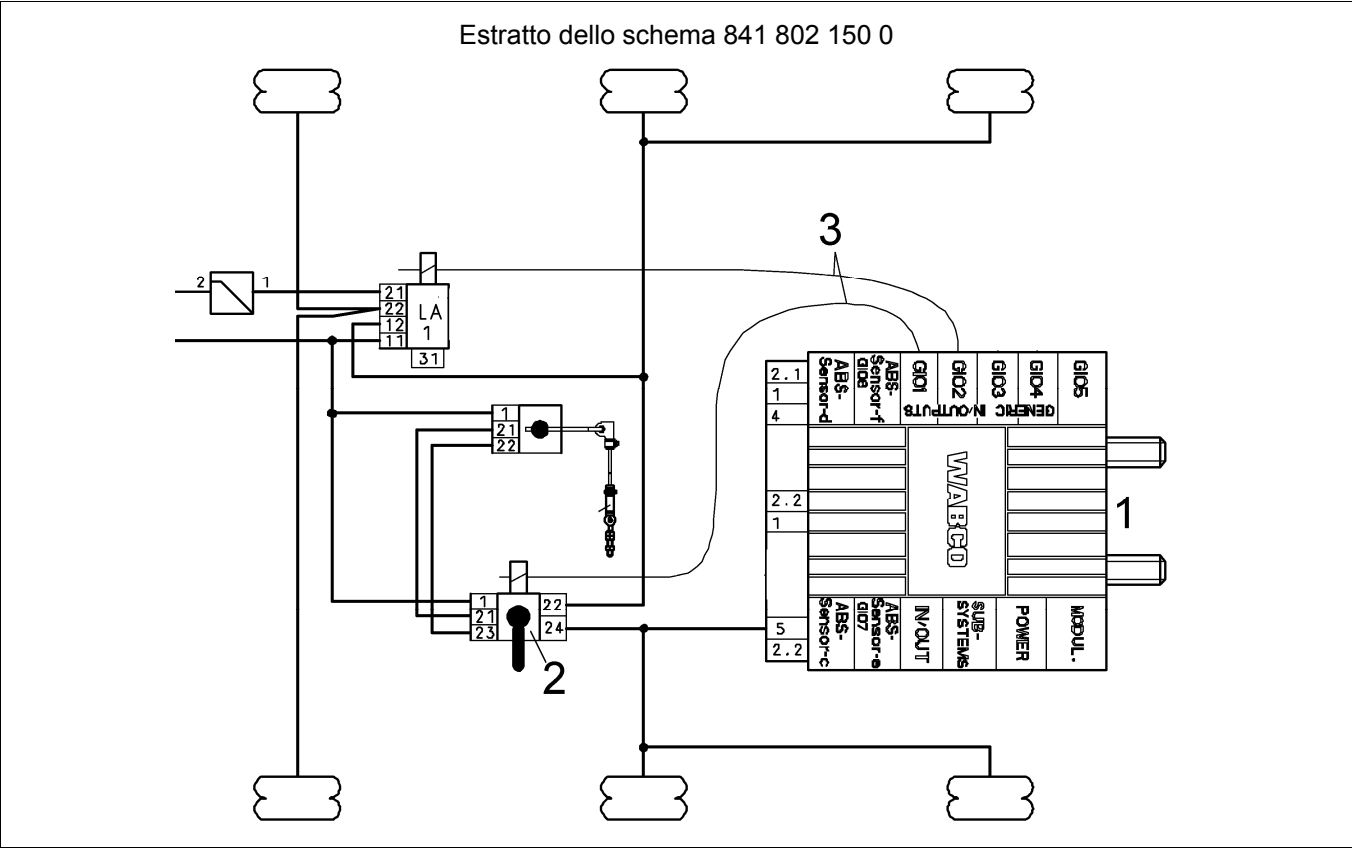 Estratto dello schema 841 802 150 0
3
2 1
21
22
12
11
LA
1
31
1
21
22
1
21
23
22
24
2
2.1
1
4
2.2
1
5
2.2
ABS-
Sensor-d
ABS-
Sensor-f
GIO6
GIO1
GIO2
GIO3
GIO4
GIO5
GENERIC IN/OUTPUTS
WABCO
1
ABS-
Sensor-c
ABS-
Sensor-e
GIO7
IN/OUT
SUB-
SYSTEMS
POWER
MODUL.